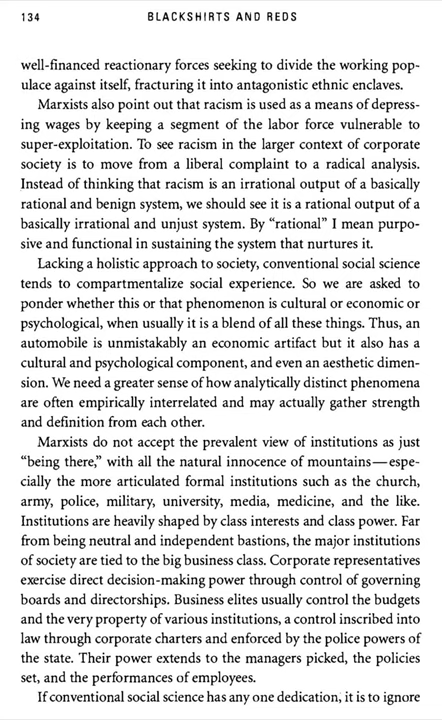 134
BLACKSHIRTS AND REDS
well-financed reactionary forces seeking to divide the working pop-
ulace against itself, fracturing it into antagonistic ethnic enclaves.
Marxists also point out that racism is used as a means of depress-
ing wages by keeping a segment of the labor force vulnerable to
super-exploitation. To see racism in the larger context of corporate
society is to move from a liberal complaint to a radical analysis.
Instead of thinking that racism is an irrational output of a basically
rational and benign system, we should see it is a rational output of a
basically irrational and unjust system. By “rational” I mean purpo-
sive and functional in sustaining the system that nurtures it.
Lacking a holistic approach to society, conventional social science
tends to compartmentalize social experience. So we are asked to
ponder whether this or that phenomenon is cultural or economic or
psychological, when usually it is a blend of all these things. Thus, an
automobile is unmistakably an economic artifact but it also has a
cultural and psychological component, and even an aesthetic dimen-
sion. We need a greater sense of how analytically distinct phenomena
are often empirically interrelated and may actually gather strength
and definition from each other.
Marxists do not accept the prevalent view of institutions as just
“being there,” with all the natural innocence of mountains—espe-
cially the more articulated formal institutions such as the church,
army, police, military, university, media, medicine, and the like.
Institutions are heavily shaped by class interests and class power. Far
from being neutral and independent bastions, the major institutions
of society are tied to the big business class. Corporate representatives
exercise direct decision-making power through control of governing
boards and directorships. Business elites usually control the budgets
and the very property of various institutions, a control inscribed into
law through corporate charters and enforced by the police powers of
the state. Their power extends to the managers picked, the policies
set, and the performances of employees.
If conventional social science has any one dedication, it is to ignore